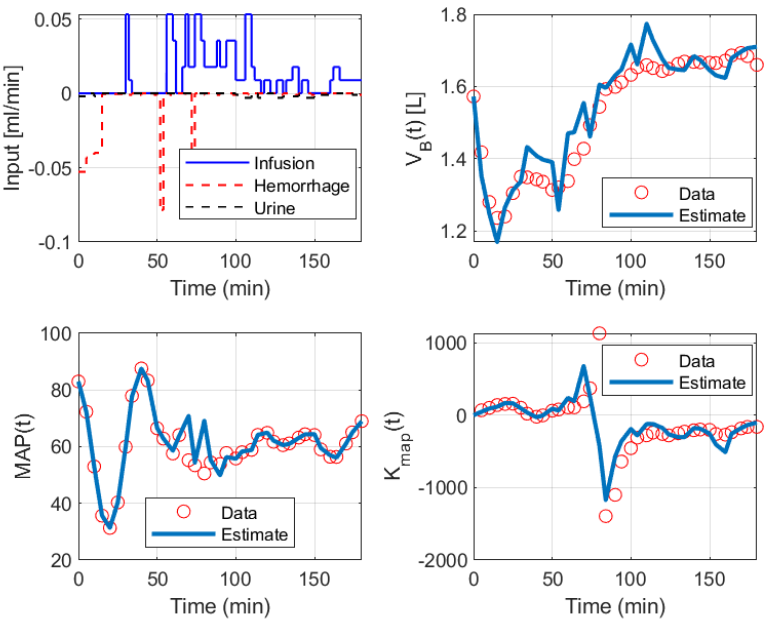 0.05
0
-0.05
-0.1
Input [ml/min]
Infusion
Hemorrhage
Urine
0 50 100 150
Time (min)
1.8
1.6
1.4
1.2
V_B(t) [L]
Data
Estimate
0 50 100 150
Time (min)
100
80
60
40
20
MAP(t)
Data
Estimate
0 50 100 150
Time (min)
1000
0
-1000
-2000
K_map(t)
Data
Estimate
0 50 100 150
Time (min)